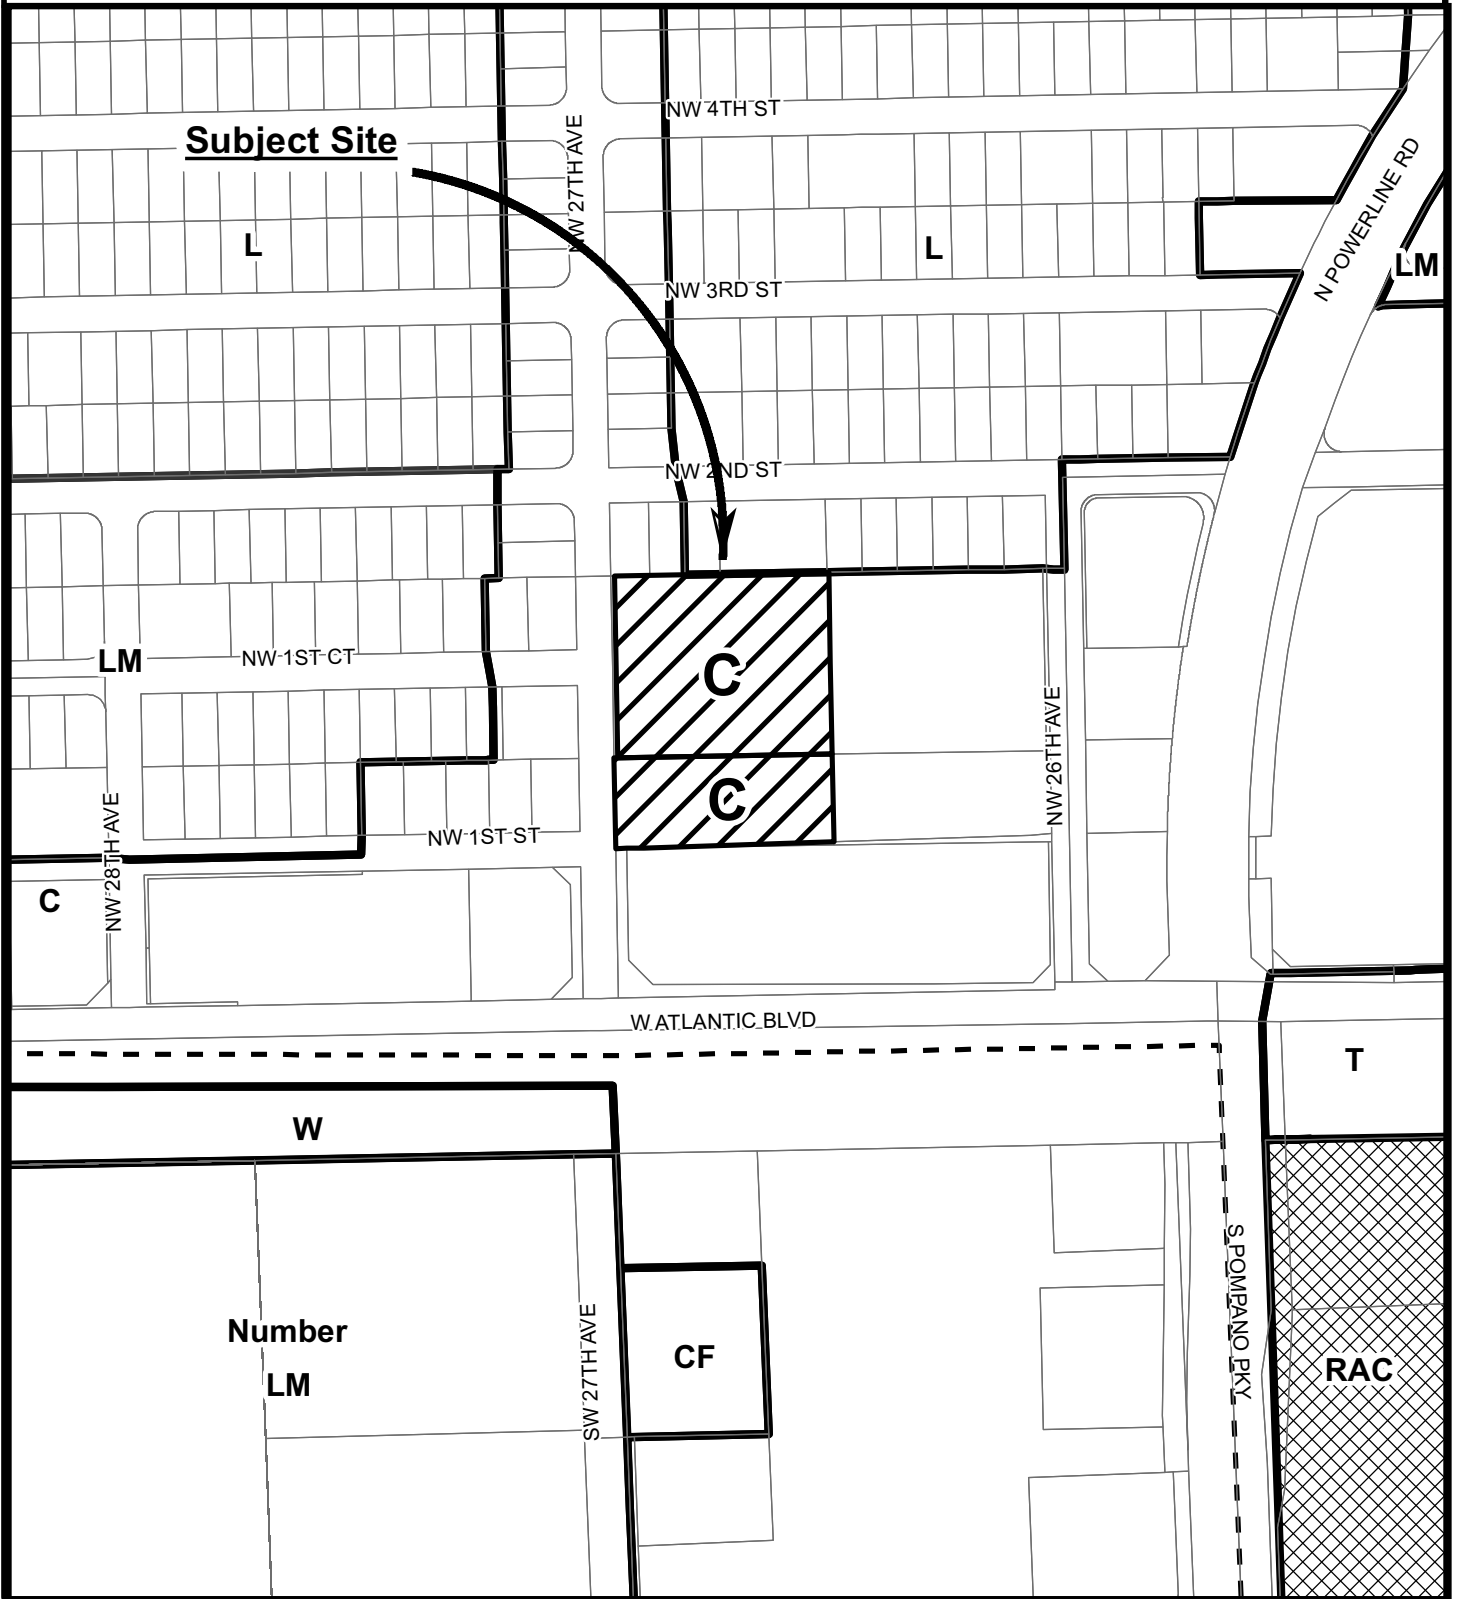 NW 4TH ST
Subject Site
NW 27TH AVE
N POWERLINE RD
L
L
LM
NW 3RD ST
NW 2ND ST
LM
NW 1ST CT
C
NW 26TH AVE
C
NW 1ST ST
NW 28TH AVE
C
W ATLANTIC BLVD
T
W
S POMPANO PKY
Number
LM
SW 27TH AVE
CF
RAC